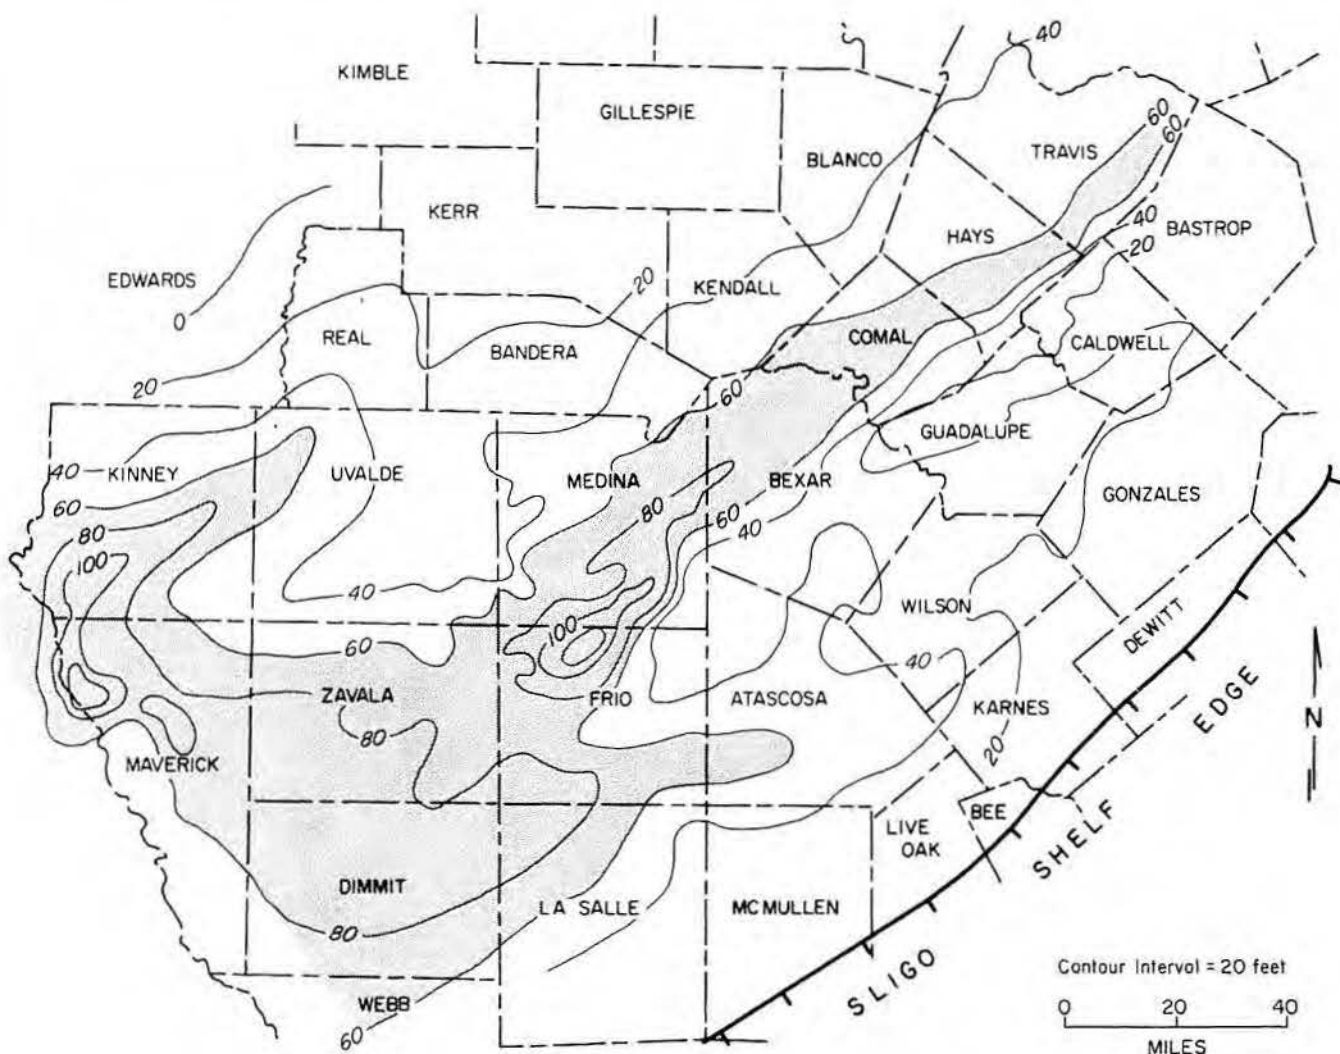 40
KIMBLE
GILLESPIE
60
60
TRAVIS
BLANCO
KERR
40
BASTROP
HAYS
20
EDWARDS
20
KENDALL
0
REAL
BANDERA
COMAL
CALDWELL
20
60
GUADALUPE
40
KINNEY
UVALDE
MEDINA
BEXAR
GONZALES
60
80
60
80
40
100
40
WILSON
DEWITT
100
60
40
ZAVALA
FRIO
ATASCOSA
KARNES
EDGE
N
80
20
MAVERICK
BEE
LIVE
OAK
SHELF
DIMMIT
LA SALLE
MCMULLEN
80
SLIGO
Contour Interval = 20 feet
WEBB
0 20 40
60
MILES